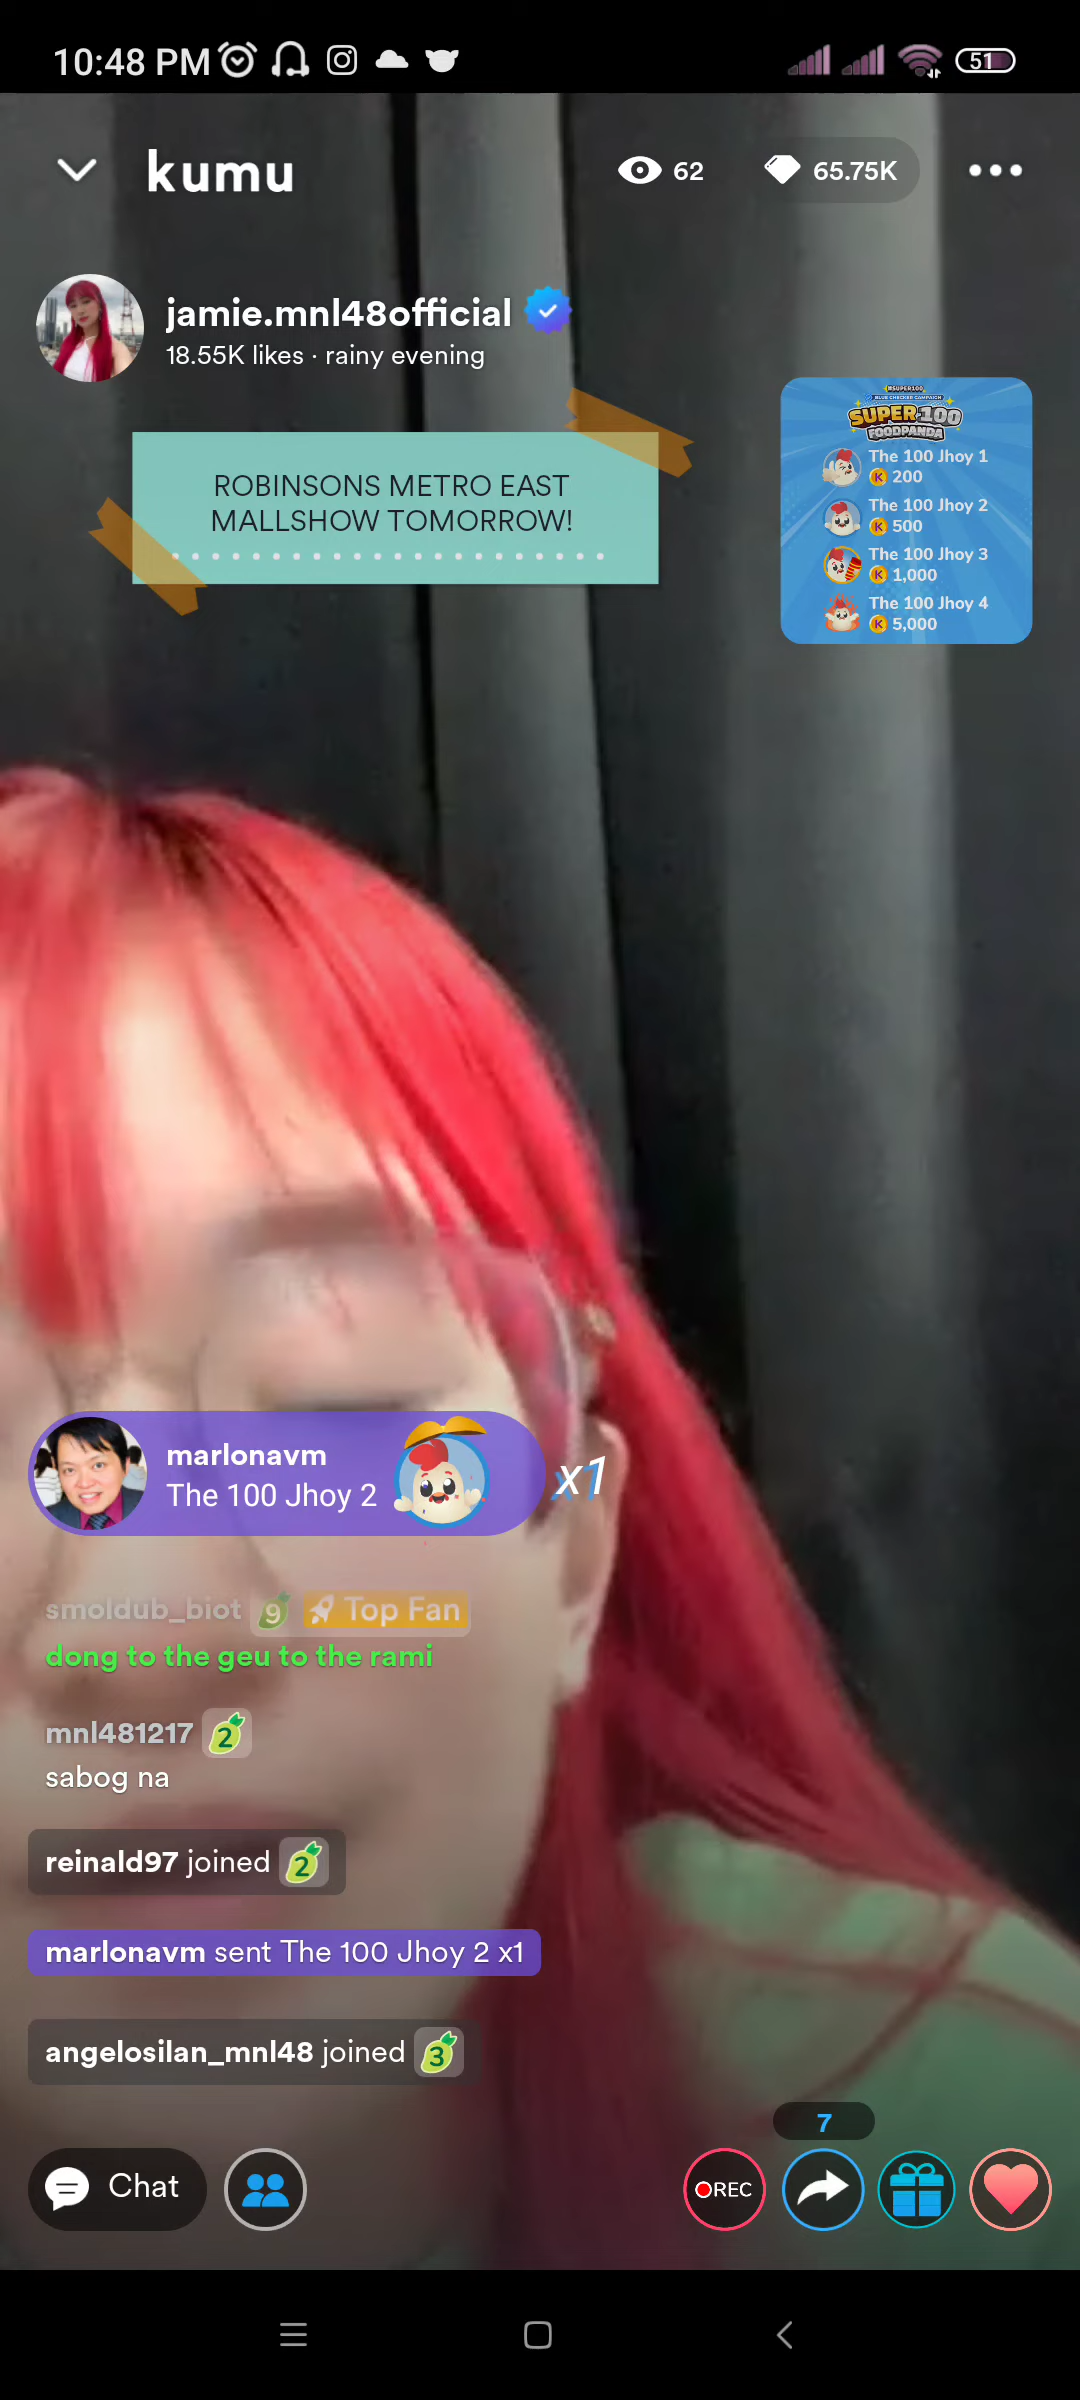 10:48 PM
51
kumu
62
65.75K
jamie.mnl48official
18.55K likes · rainy evening
ROBINSONS METRO EAST
MALLSHOW TOMORROW!
#SUPER100
BLUE CHECKER CAMPAIGN
SUPER 100
FOODPANDA
The 100 Jhoy 1
K 200
The 100 Jhoy 2
K 500
The 100 Jhoy 3
K 1,000
The 100 Jhoy 4
K 5,000
marlonavm
The 100 Jhoy 2
x1
smoldub_biot 9 Top Fan
dong to the geu to the rami
mnl481217 2
sabog na
reinald97 joined 2
marlonavm sent The 100 Jhoy 2 x1
angelosilan_mnl48 joined 3
7
Chat
REC